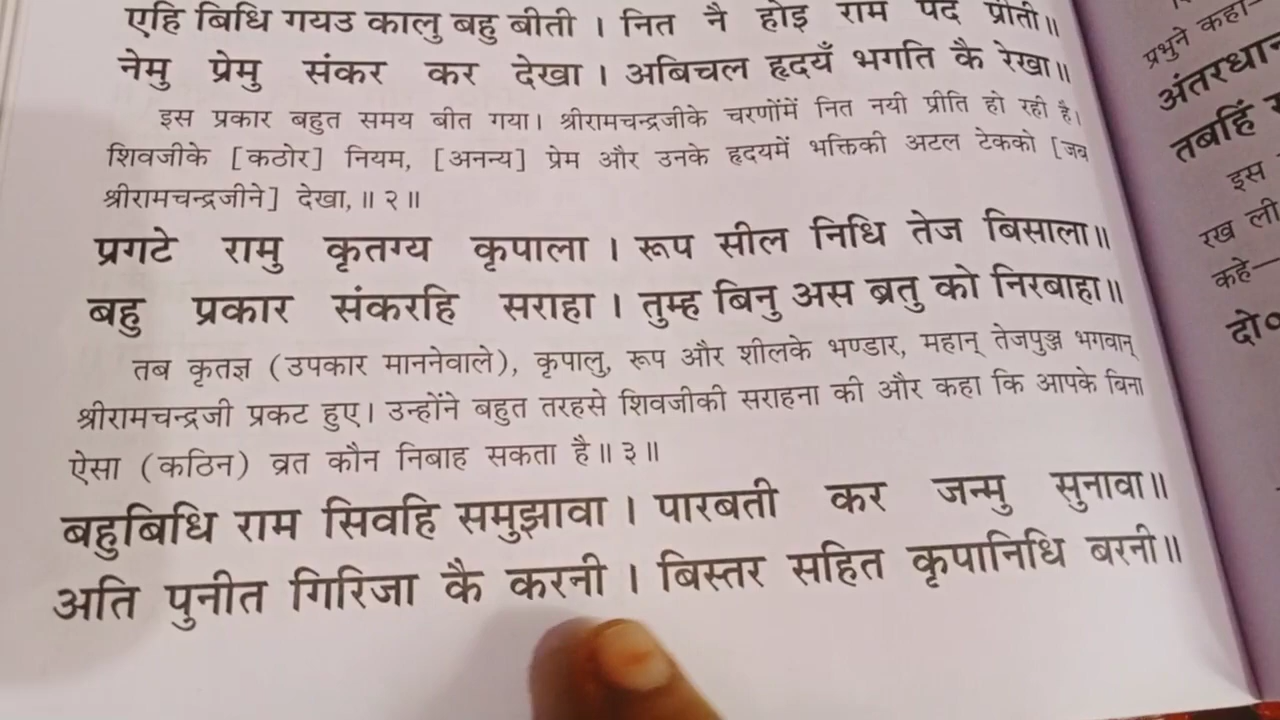 एहि बिधि गयउ कालु बहु बीती । नित नै होइ राम पद प्रीती॥
नेमु प्रेमु संकर कर देखा । अबिचल हृदयँ भगति कै रेखा॥
इस प्रकार बहुत समय बीत गया। श्रीरामचन्द्रजीके चरणोंमें नित नयी प्रीति हो रही है।
शिवजीके [कठोर] नियम, [अनन्य] प्रेम और उनके हृदयमें भक्तिकी अटल टेकको [जब
श्रीरामचन्द्रजीने] देखा, ॥ २ ॥
प्रगटे रामु कृतग्य कृपाला । रूप सील निधि तेज बिसाला॥
बहु प्रकार संकरहि सराहा । तुम्ह बिनु अस ब्रतु को निरबाहा॥
तब कृतज्ञ (उपकार माननेवाले), कृपालु, रूप और शीलके भण्डार, महान् तेजपुञ्ज भगवान्
श्रीरामचन्द्रजी प्रकट हुए। उन्होंने बहुत तरहसे शिवजीकी सराहना की और कहा कि आपके बिना
ऐसा (कठिन) व्रत कौन निबाह सकता है॥ ३॥
बहुबिधि राम सिवहि समुझावा । पारबती कर जन्मु सुनावा॥
अति पुनीत गिरिजा कै करनी । बिस्तर सहित कृपानिधि बरनी॥
प्रभुने कहा—
अंतरधान
तबहिं
इस
रख ली
कहे—
दो०